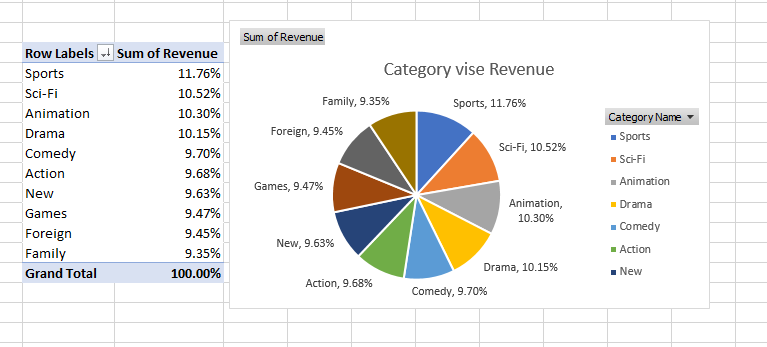 Row Labels Sum of Revenue
Sports 11.76%
Sci-Fi 10.52%
Animation 10.30%
Drama 10.15%
Comedy 9.70%
Action 9.68%
New 9.63%
Games 9.47%
Foreign 9.45%
Family 9.35%
Grand Total 100.00%
Sum of Revenue
Category vise Revenue
Sports, 11.76%
Sci-Fi, 10.52%
Animation,
10.30%
Drama, 10.15%
Comedy, 9.70%
Action, 9.68%
New, 9.63%
Games, 9.47%
Foreign, 9.45%
Family, 9.35%
Category Name
Sports
Sci-Fi
Animation
Drama
Comedy
Action
New